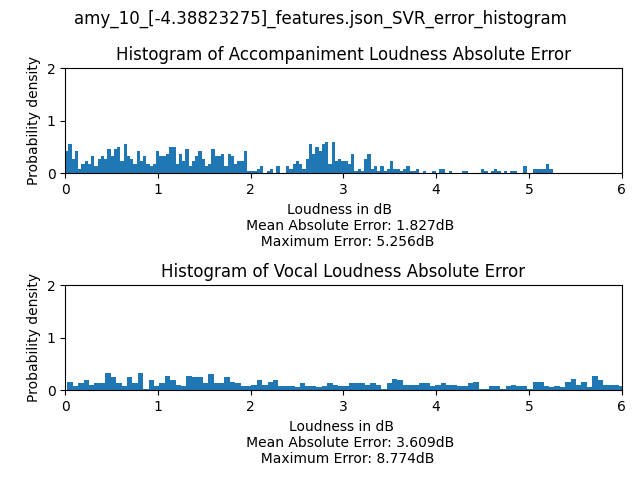 amy_10_[-4.38823275]_features.json_SVR_error_histogram
Histogram of Accompaniment Loudness Absolute Error
Probability density
2
1
0
0 1 2 3 4 5 6
Loudness in dB
Mean Absolute Error: 1.827dB
Maximum Error: 5.256dB
Histogram of Vocal Loudness Absolute Error
Probability density
2
1
0
0 1 2 3 4 5 6
Loudness in dB
Mean Absolute Error: 3.609dB
Maximum Error: 8.774dB